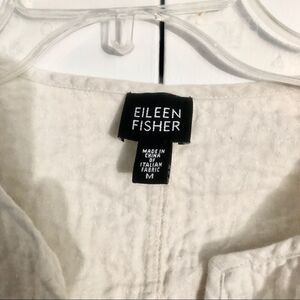 EILEEN
FISHER
MADE IN
CHINA
OF
ITALIAN
FABRIC
M